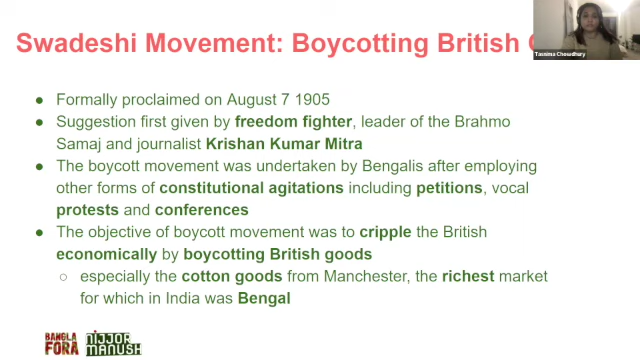 Swadeshi Movement: Boycotting British G
Tassima Chowdhury
● Formally proclaimed on August 7 1905
● Suggestion first given by freedom fighter, leader of the Brahmo
Samaj and journalist Krishan Kumar Mitra
● The boycott movement was undertaken by Bengalis after employing
other forms of constitutional agitations including petitions, vocal
protests and conferences
● The objective of boycott movement was to cripple the British
economically by boycotting British goods
○ especially the cotton goods from Manchester, the richest market
for which in India was Bengal
BANGLA
FORA
NIJJOR
MANUSH